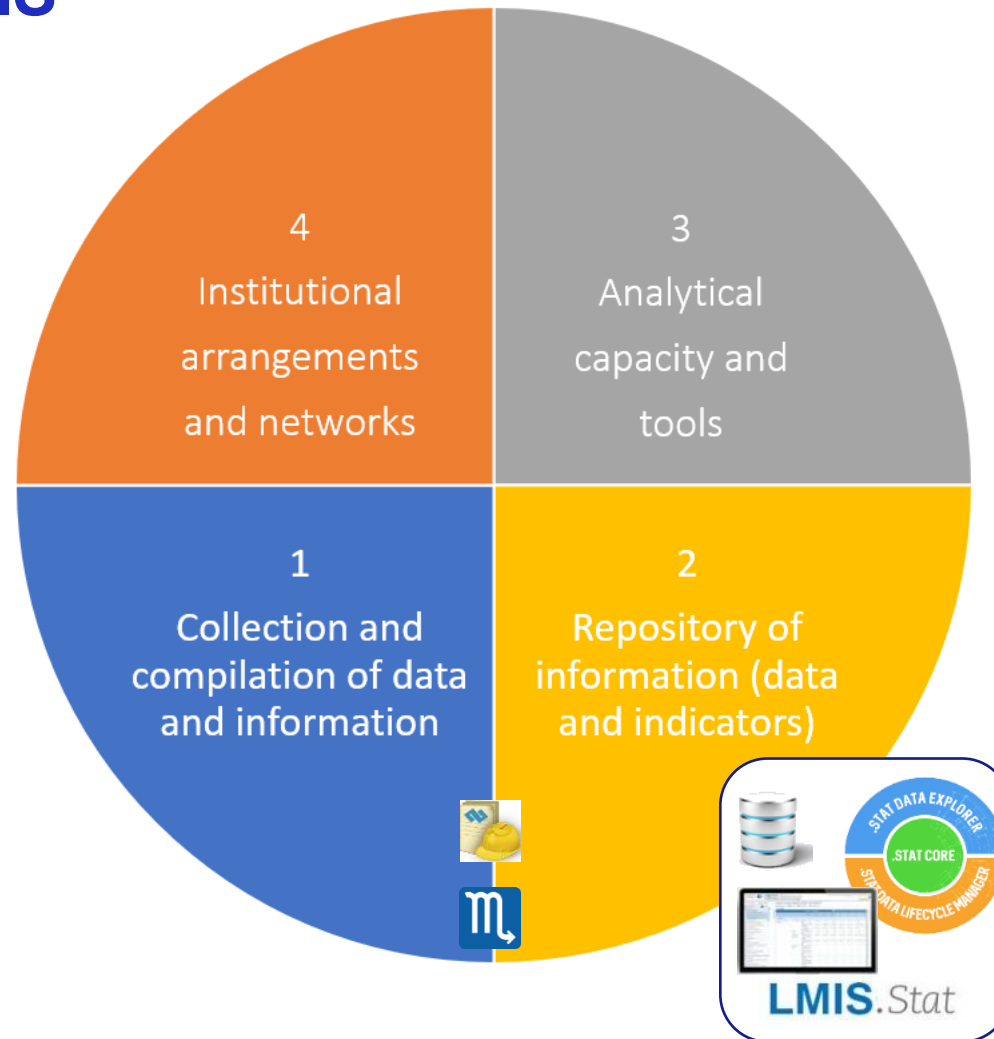 4
Institutional
arrangements
and networks
3
Analytical
capacity and
tools
1
Collection and
compilation of data
and information
2
Repository of
information (data
and indicators)
.STAT DATA EXPLORER
.STAT CORE
.STAT DATA LIFECYCLE MANAGER
LMIS.Stat